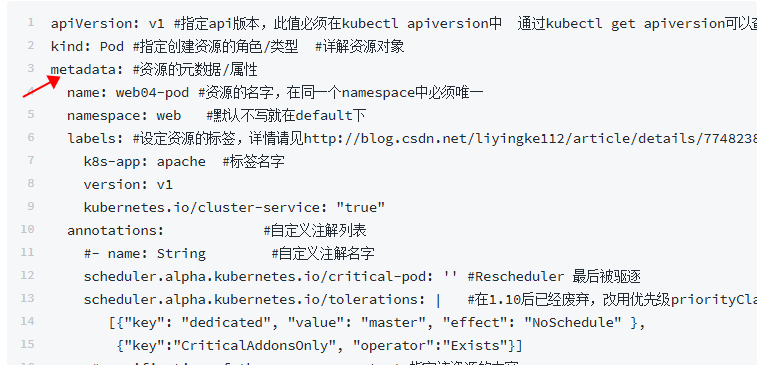 1 apiVersion: v1 #指定api版本，此值必须在kubectl apiversion中  通过kubectl get apiversion可以
2 kind: Pod #指定创建资源的角色/类型  #详解资源对象
3 metadata: #资源的元数据/属性
name: web04-pod #资源的名字，在同一个namespace中必须唯一
5 namespace: web   #默认不写就在default下
6 labels: #设定资源的标签，详情请见http://blog.csdn.net/liyingke112/article/details/7748238
7 k8s-app: apache  #标签名字
8 version: v1
9 kubernetes.io/cluster-service: "true"
10 annotations:            #自定义注解列表
11 #- name: String        #自定义注解名字
12 scheduler.alpha.kubernetes.io/critical-pod: '' #Rescheduler 最后被驱逐
13 scheduler.alpha.kubernetes.io/tolerations: |   #在1.10后已经废弃，改用优先级priorityCla
14 [{"key": "dedicated", "value": "master", "effect": "NoSchedule" },
15 {"key":"CriticalAddonsOnly", "operator":"Exists"}]